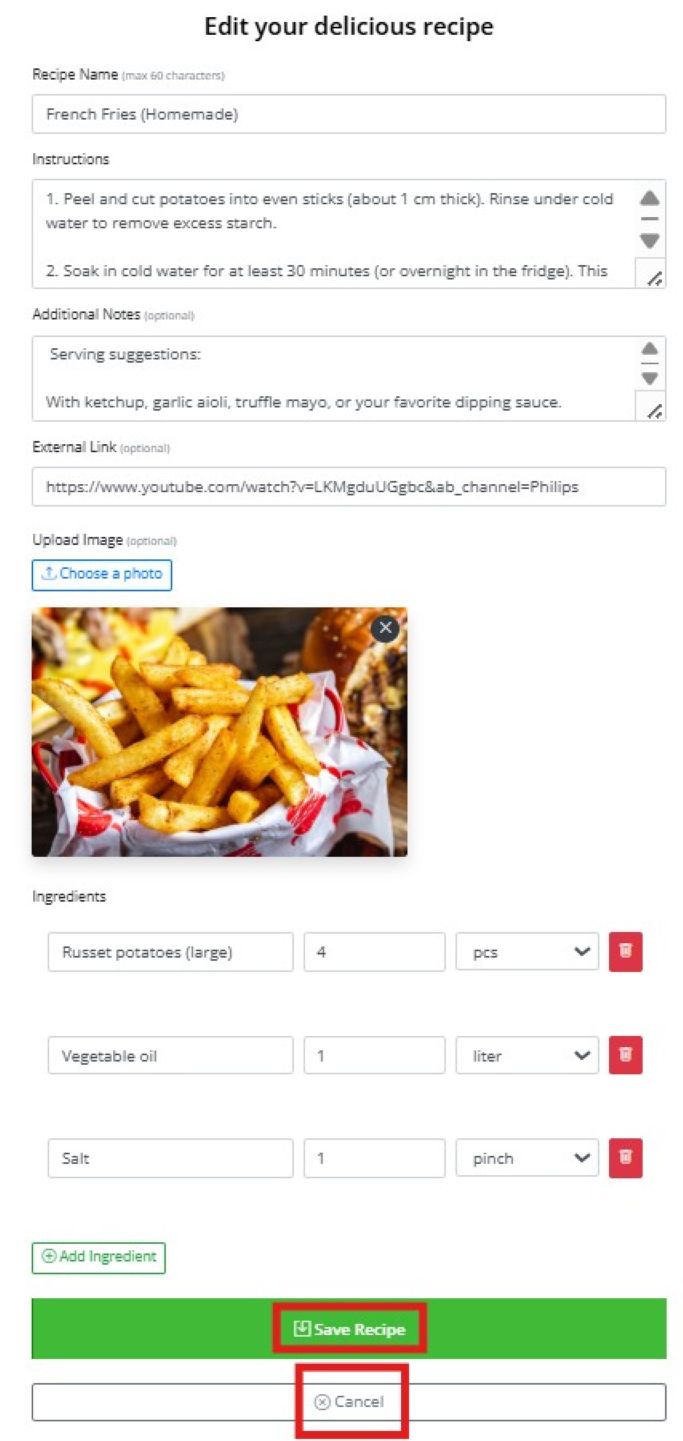 Edit your delicious recipe
Recipe Name (max 60 characters)
French Fries (Homemade)
Instructions
1. Peel and cut potatoes into even sticks (about 1 cm thick). Rinse under cold
water to remove excess starch.
2. Soak in cold water for at least 30 minutes (or overnight in the fridge). This
Additional Notes (optional)
Serving suggestions:
With ketchup, garlic aioli, truffle mayo, or your favorite dipping sauce.
External Link (optional)
https://www.youtube.com/watch?v=LKMgduUGgbc&ab_channel=Philips
Upload Image (optional)
Choose a photo
Ingredients
Russet potatoes (large) 4 pcs
Vegetable oil 1 liter
Salt 1 pinch
Add Ingredient
Save Recipe
Cancel